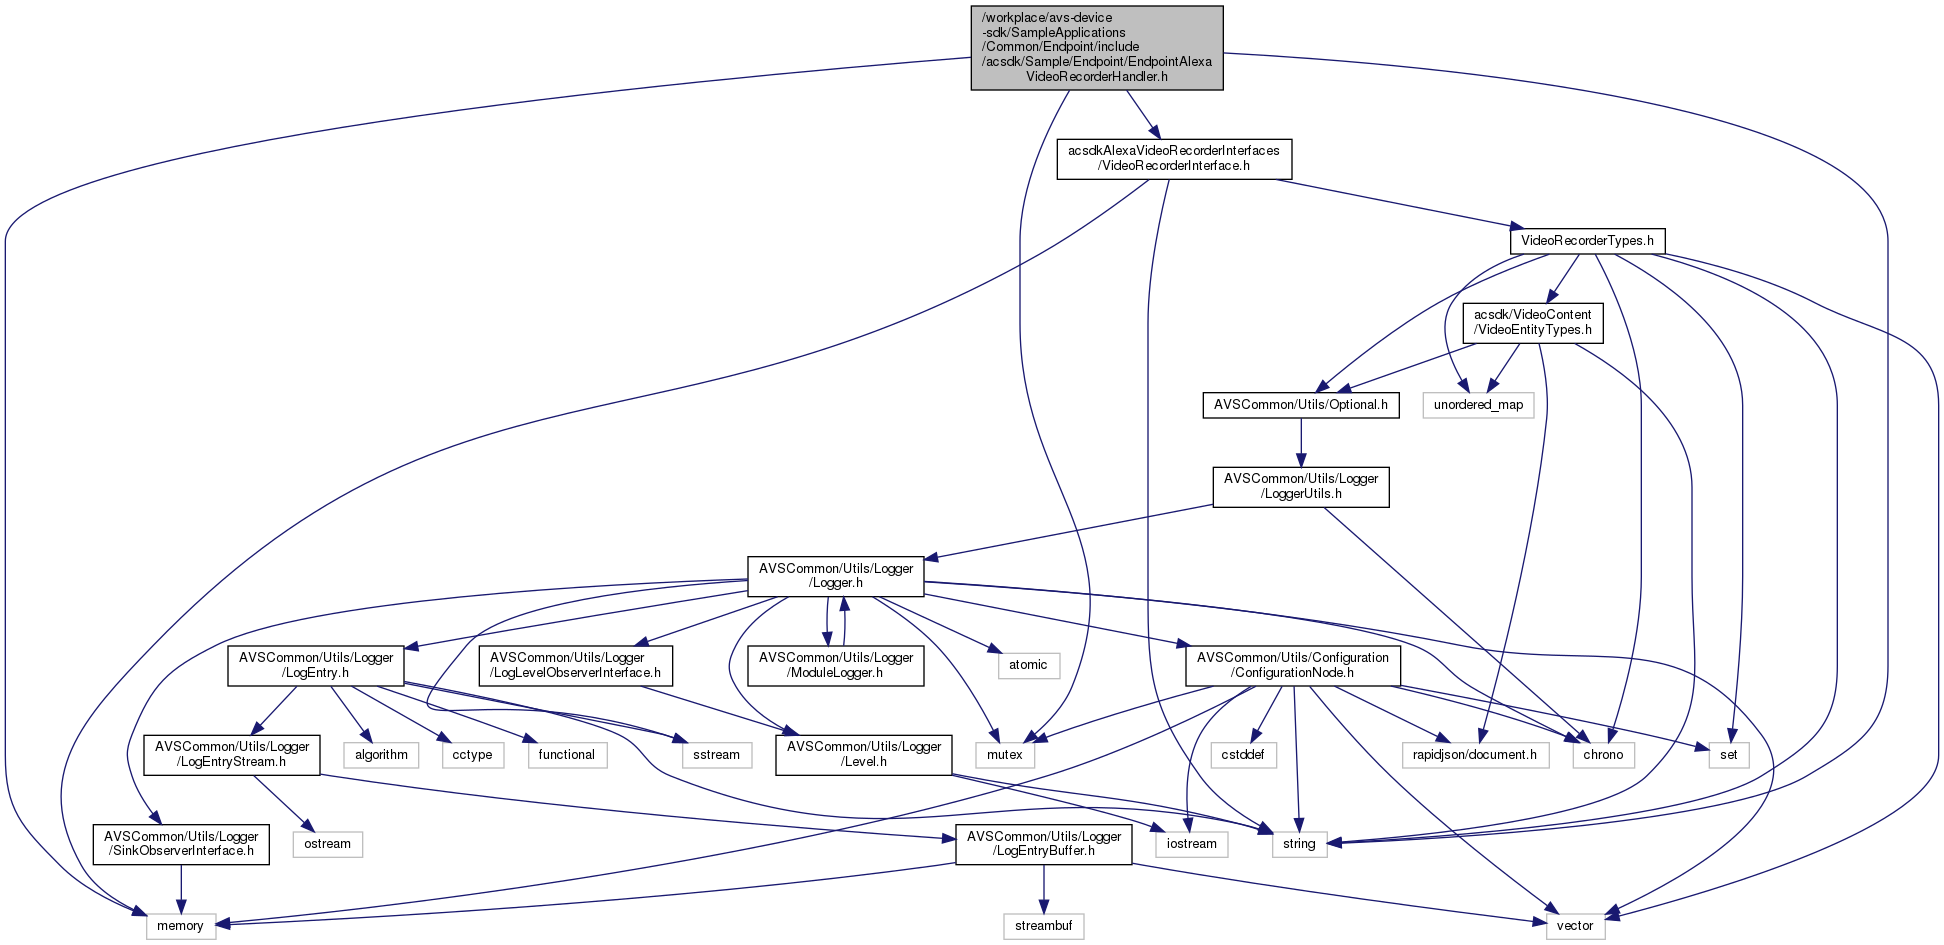 /workplace/avs-device
-sdk/SampleApplications
/Common/Endpoint/include
/acsdk/Sample/Endpoint/EndpointAlexa
VideoRecorderHandler.h
acsdkAlexaVideoRecorderInterfaces
/VideoRecorderInterface.h
VideoRecorderTypes.h
acsdk/VideoContent
/VideoEntityTypes.h
AVSCommon/Utils/Optional.h
unordered_map
AVSCommon/Utils/Logger
/LoggerUtils.h
AVSCommon/Utils/Logger
/Logger.h
AVSCommon/Utils/Logger
/LogEntry.h
AVSCommon/Utils/Logger
/LogLevelObserverInterface.h
AVSCommon/Utils/Logger
/ModuleLogger.h
atomic
AVSCommon/Utils/Configuration
/ConfigurationNode.h
AVSCommon/Utils/Logger
/LogEntryStream.h
algorithm
cctype
functional
sstream
AVSCommon/Utils/Logger
/Level.h
mutex
cstddef
rapidjson/document.h
chrono
set
AVSCommon/Utils/Logger
/SinkObserverInterface.h
ostream
AVSCommon/Utils/Logger
/LogEntryBuffer.h
iostream
string
memory
streambuf
vector